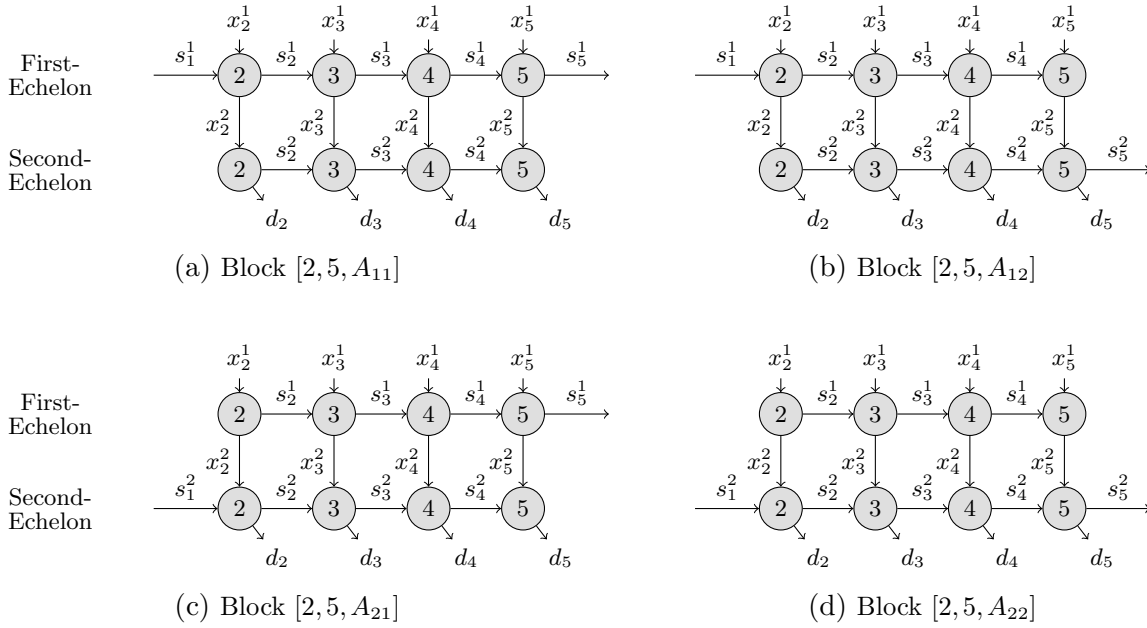 x_2^1 x_3^1 x_4^1 x_5^1 x_2^1 x_3^1 x_4^1 x_5^1
s_1^1 s_2^1 s_3^1 s_4^1 s_5^1 s_1^1 s_2^1 s_3^1 s_4^1
First-
Echelon
2 3 4 5 2 3 4 5
x_2^2 x_3^2 x_4^2 x_5^2 x_2^2 x_3^2 x_4^2 x_5^2
s_2^2 s_3^2 s_4^2 s_2^2 s_3^2 s_4^2 s_5^2
Second-
Echelon
2 3 4 5 2 3 4 5
d_2 d_3 d_4 d_5 d_2 d_3 d_4 d_5
(a) Block [2, 5, A_{11}] (b) Block [2, 5, A_{12}]
x_2^1 x_3^1 x_4^1 x_5^1 x_2^1 x_3^1 x_4^1 x_5^1
s_2^1 s_3^1 s_4^1 s_5^1 s_2^1 s_3^1 s_4^1
First-
Echelon
2 3 4 5 2 3 4 5
x_2^2 x_3^2 x_4^2 x_5^2 x_2^2 x_3^2 x_4^2 x_5^2
s_1^2 s_2^2 s_3^2 s_4^2 s_1^2 s_2^2 s_3^2 s_4^2 s_5^2
Second-
Echelon
2 3 4 5 2 3 4 5
d_2 d_3 d_4 d_5 d_2 d_3 d_4 d_5
(c) Block [2, 5, A_{21}] (d) Block [2, 5, A_{22}]